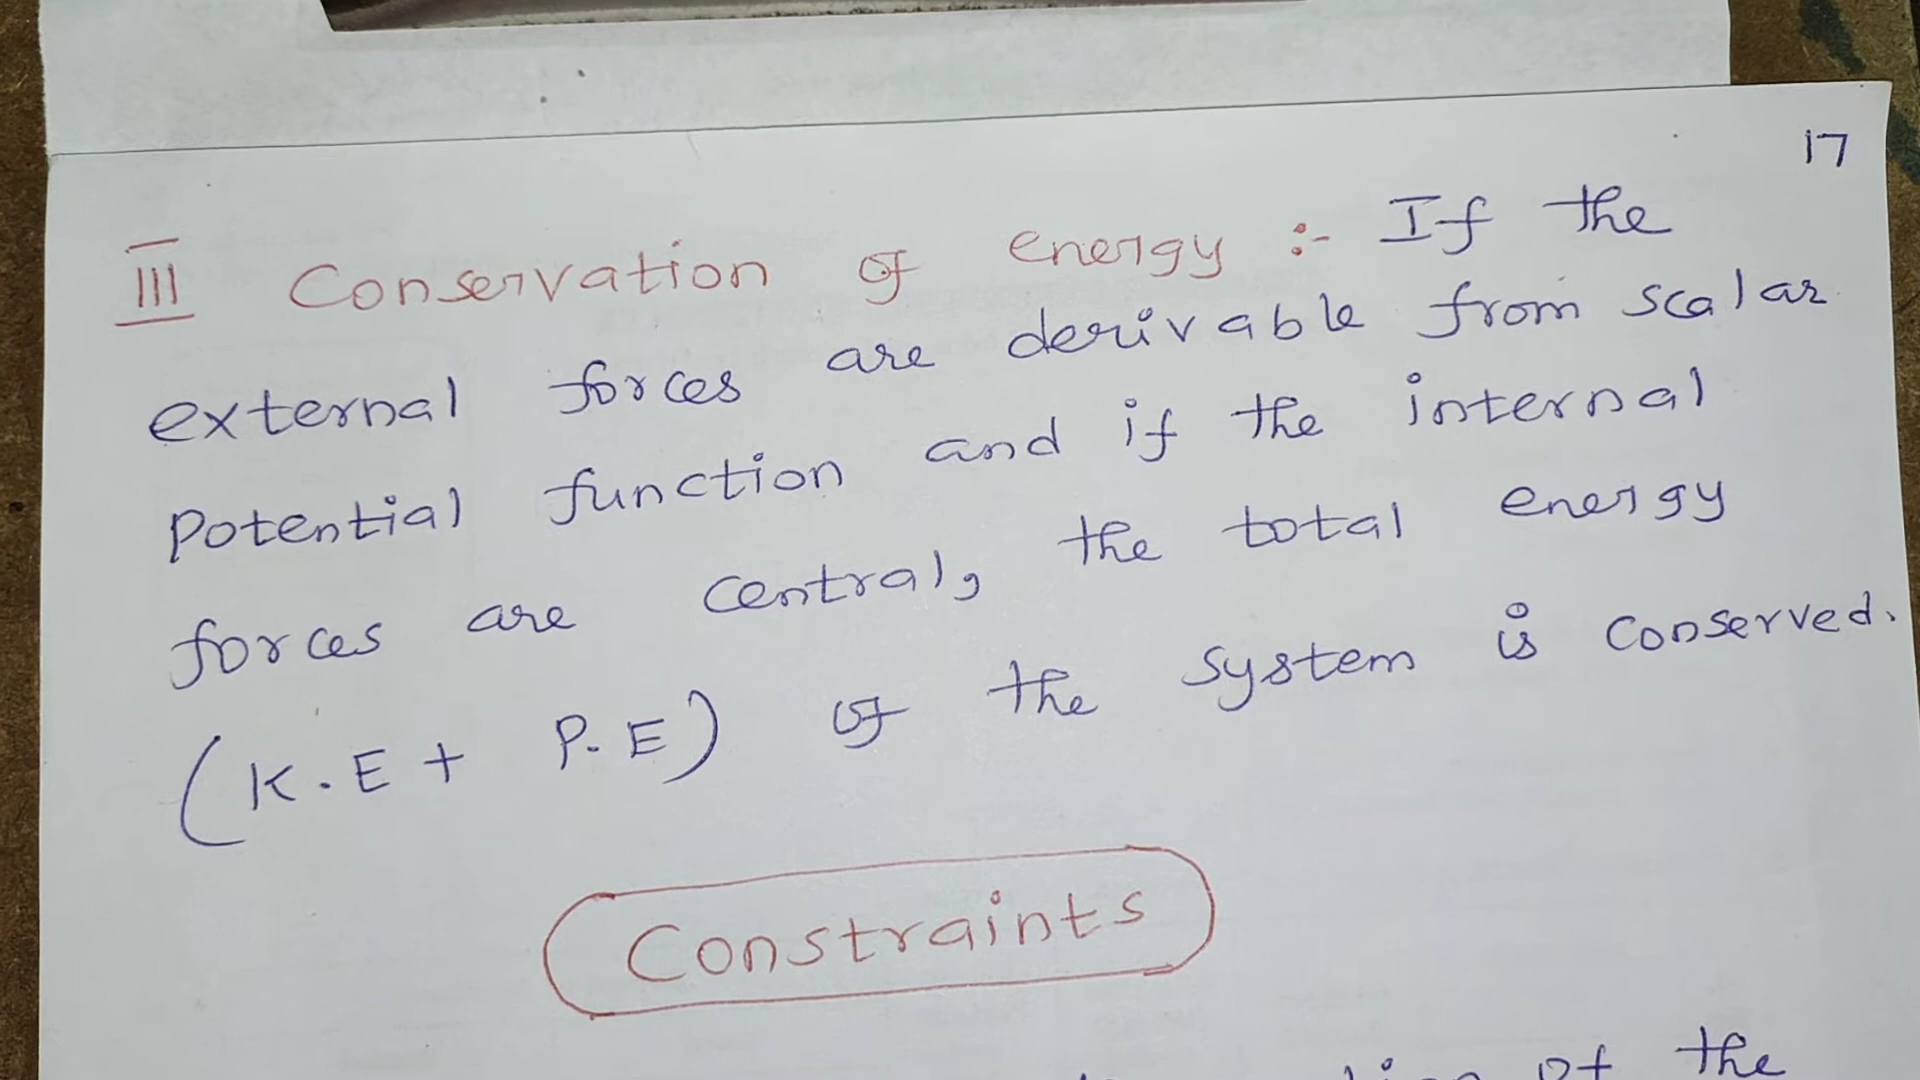 17
III Conservation of energy :- If the
external forces are derivable from scalar
potential function and if the internal
forces are central, the total energy
(K.E + P.E) of the system is conserved.
Constraints
of the